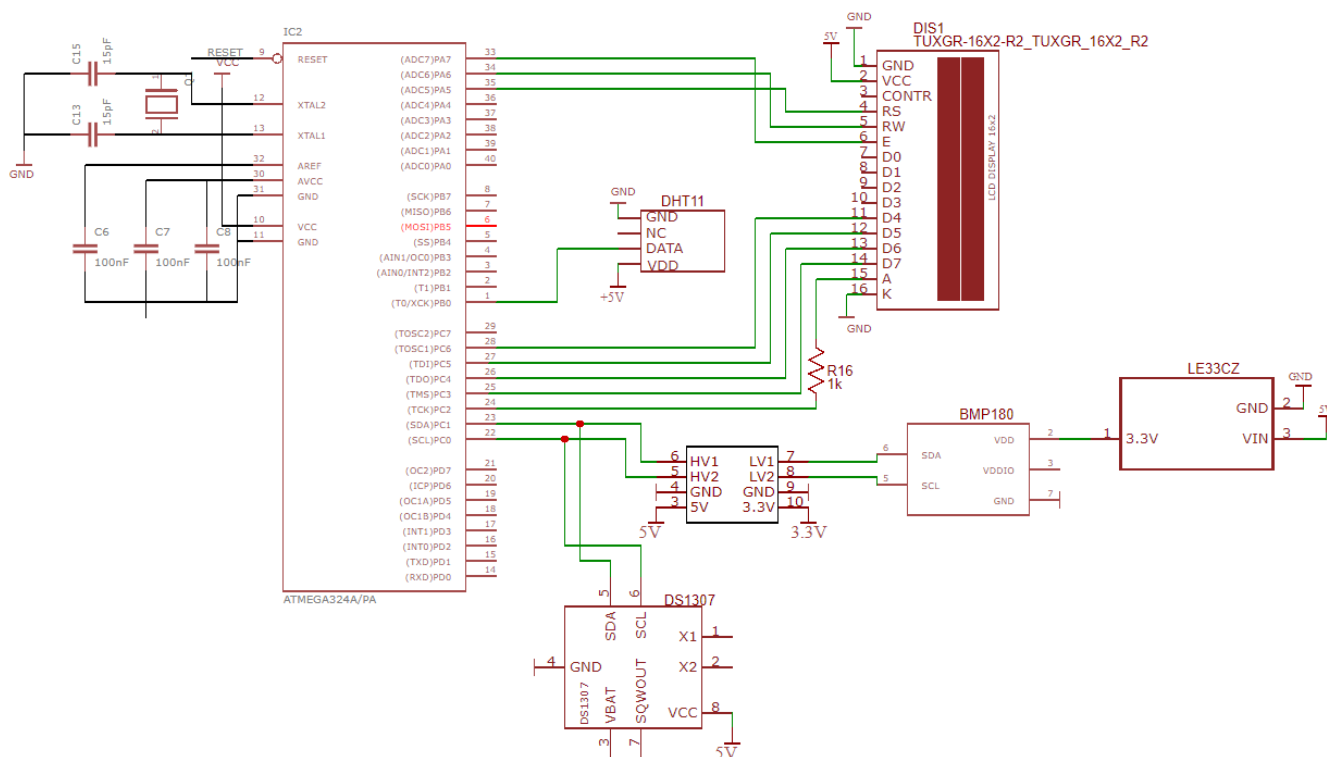 IC2
C15
15pF
C13
15pF
GND
RESET
VCC
1
2
9
RESET
12
XTAL2
13
XTAL1
32
AREF
30
AVCC
31
GND
10
VCC
11
GND
C6
100nF
C7
100nF
C8
100nF
(ADC7)PA7 33
(ADC6)PA6 34
(ADC5)PA5 35
(ADC4)PA4 36
(ADC3)PA3 37
(ADC2)PA2 38
(ADC1)PA1 39
(ADC0)PA0 40
(SCK)PB7 8
(MISO)PB6 7
(MOSI)PB5 6
(SS)PB4 5
(AIN1/OC0)PB3 4
(AIN0/INT2)PB2 3
(T1)PB1 2
(T0/XCK)PB0 1
(TOSC2)PC7 29
(TOSC1)PC6 28
(TDI)PC5 27
(TDO)PC4 26
(TMS)PC3 25
(TCK)PC2 24
(SDA)PC1 23
(SCL)PC0 22
(OC2)PD7 21
(ICP)PD6 20
(OC1A)PD5 19
(OC1B)PD4 18
(INT1)PD3 17
(INT0)PD2 16
(TXD)PD1 15
(RXD)PD0 14
ATMEGA324A/PA
DHT11
GND
GND
NC
DATA
VDD
+5V
GND
5V
DIS1
TUXGR-16X2-R2_TUXGR_16X2_R2
1 GND
2 VCC
3 CONTR
4 RS
5 RW
6 E
7 D0
8 D1
9 D2
10 D3
11 D4
12 D5
13 D6
14 D7
15 A
16 K
LCD DISPLAY 16x2
GND
R16
1k
6 HV1 LV1 7
5 HV2 LV2 8
4 GND GND 9
3 5V 3.3V 10
5V
3.3V
BMP180
6 SDA
5 SCL
VDD 2
VDDIO 3
GND 7
LE33CZ
GND
GND 2
5V
1 3.3V
VIN 3
DS1307
5 SDA
6 SCL
X1 1
4 GND
X2 2
DS1307
VBAT 3
SQWOUT 7
VCC 8
5V